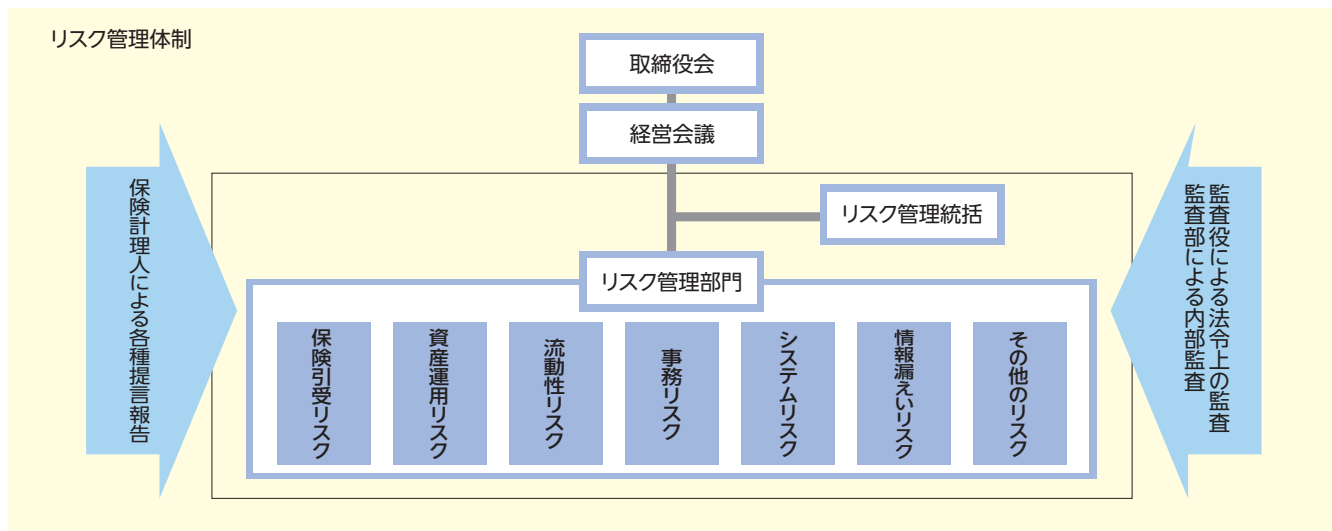 リスク管理体制
取締役会
経営会議
リスク管理統括
リスク管理部門
保険計理人による各種提言報告
保険引受リスク
資産運用リスク
流動性リスク
事務リスク
システムリスク
情報漏えいリスク
その他のリスク
監査役による法令上の監査
監査部による内部監査